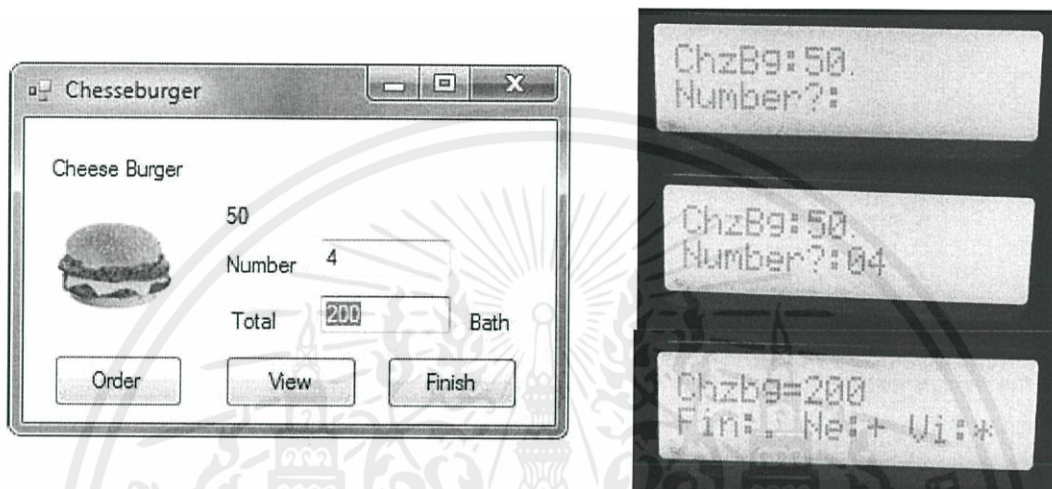 Chesseburger
Cheese Burger
50
Number 4
Total 200 Bath
Order View Finish
ChzBg:50.
Number?:
ChzBg:50.
Number?:04
Chzbg=200
Fin:. Ne:+ Vi:*